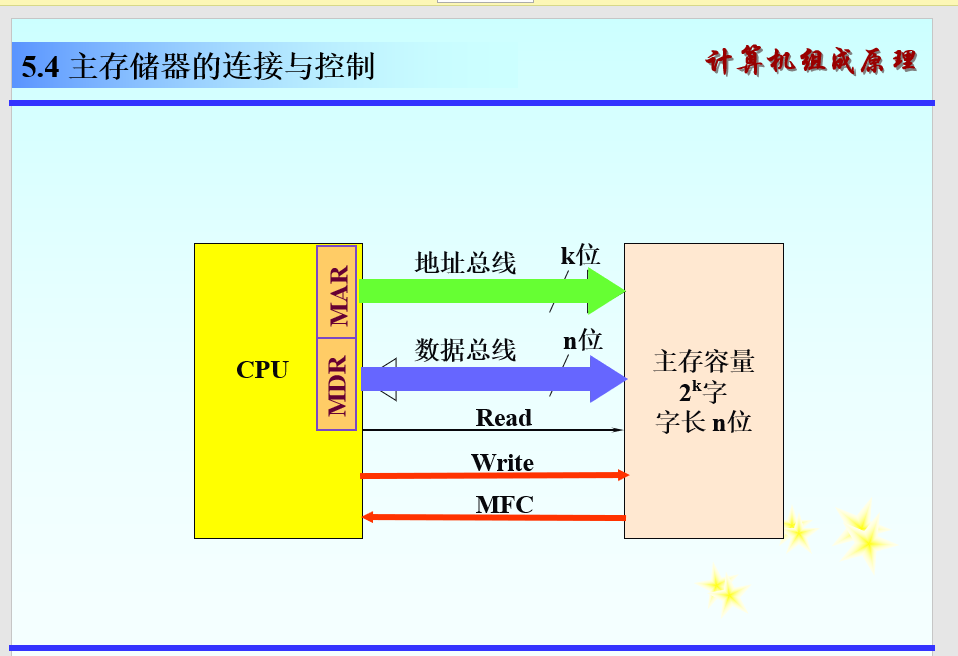 5.4 主存储器的连接与控制
计算机组成原理
地址总线
k位
MAR
数据总线
n位
MDR
CPU
主存容量
2ᵏ字
字长 n位
Read
Write
MFC